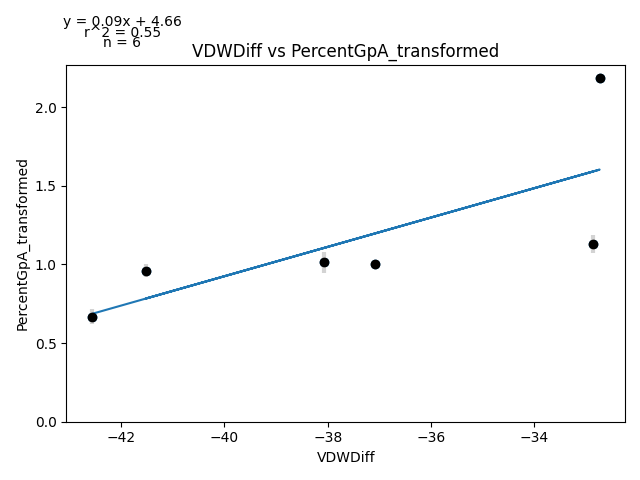 y = 0.09x + 4.66
r^2 = 0.55
n = 6
VDWDiff vs PercentGpA_transformed
2.0
1.5
1.0
0.5
0.0
PercentGpA_transformed
−42
−40
−38
−36
−34
VDWDiff